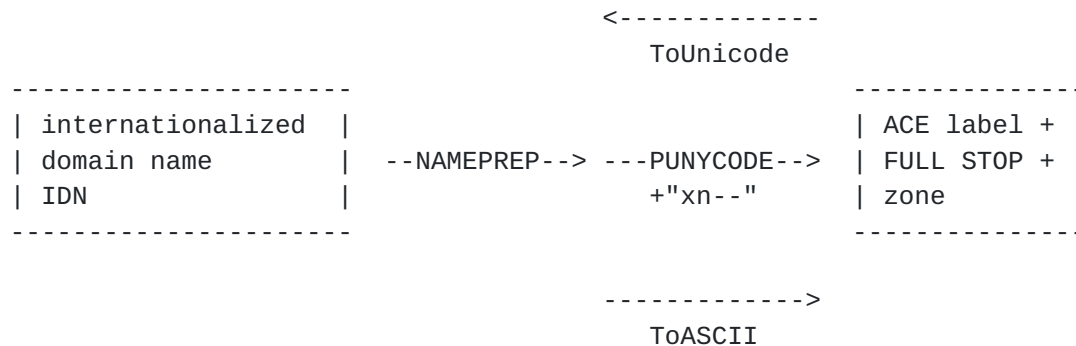 <-------------
ToUnicode
---------------------- ---------------
| internationalized | | ACE label +
| domain name | --NAMEPREP--> ---PUNYCODE--> | FULL STOP +
| IDN | +"xn--" | zone
---------------------- ---------------
------------->
ToASCII